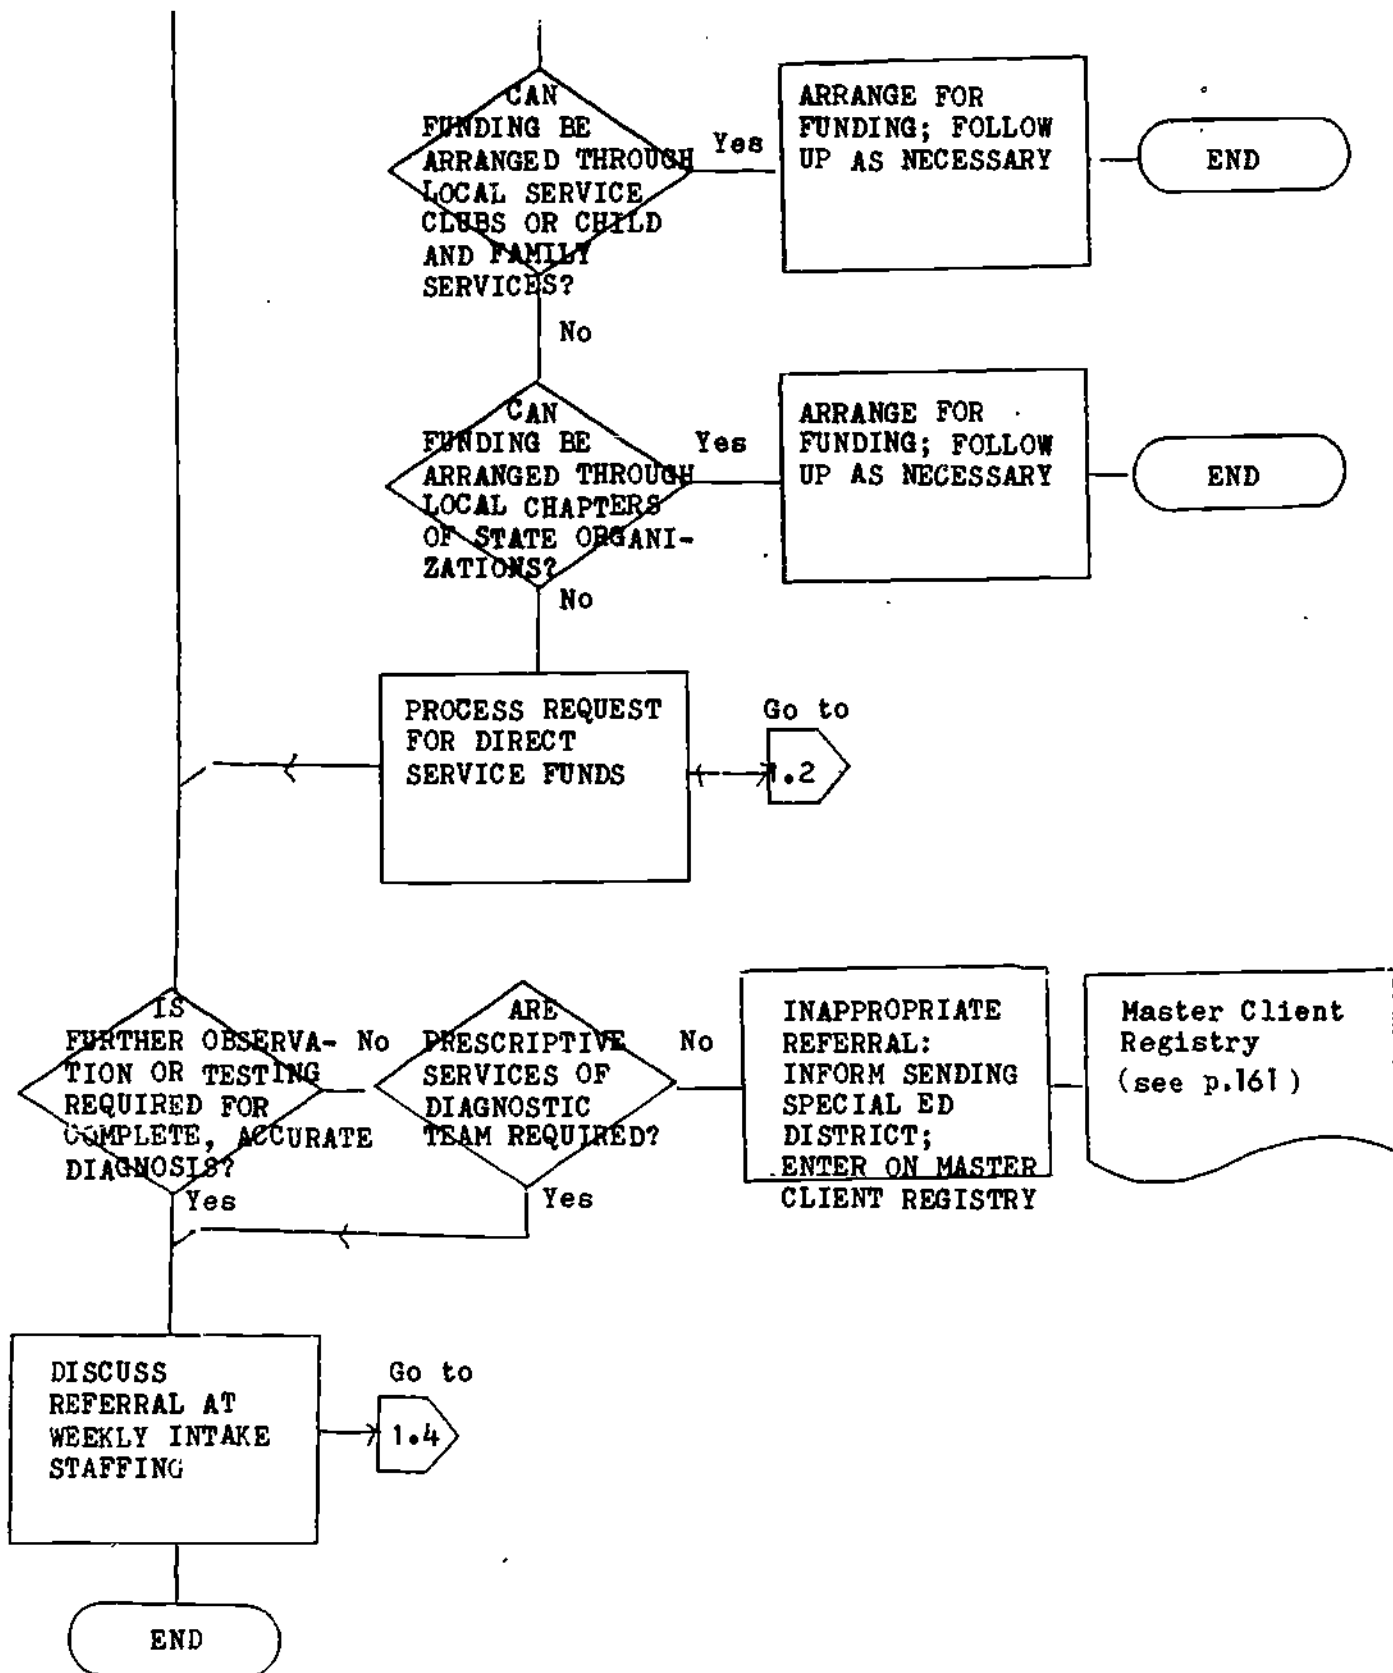 CAN
FUNDING BE
ARRANGED THROUGH
LOCAL SERVICE
CLUBS OR CHILD
AND FAMILY
SERVICES?
Yes
ARRANGE FOR
FUNDING; FOLLOW
UP AS NECESSARY
END
No
CAN
FUNDING BE
ARRANGED THROUGH
LOCAL CHAPTERS
OF STATE ORGANI-
ZATIONS?
Yes
ARRANGE FOR
FUNDING; FOLLOW
UP AS NECESSARY
END
No
PROCESS REQUEST
FOR DIRECT
SERVICE FUNDS
Go to
1.2
IS
FURTHER OBSERVA-
TION OR TESTING
REQUIRED FOR
COMPLETE, ACCURATE
DIAGNOSIS?
No
ARE
PRESCRIPTIVE
SERVICES OF
DIAGNOSTIC
TEAM REQUIRED?
No
INAPPROPRIATE
REFERRAL:
INFORM SENDING
SPECIAL ED
DISTRICT;
ENTER ON MASTER
CLIENT REGISTRY
Master Client
Registry
(see p.161)
Yes
Yes
DISCUSS
REFERRAL AT
WEEKLY INTAKE
STAFFING
Go to
1.4
END